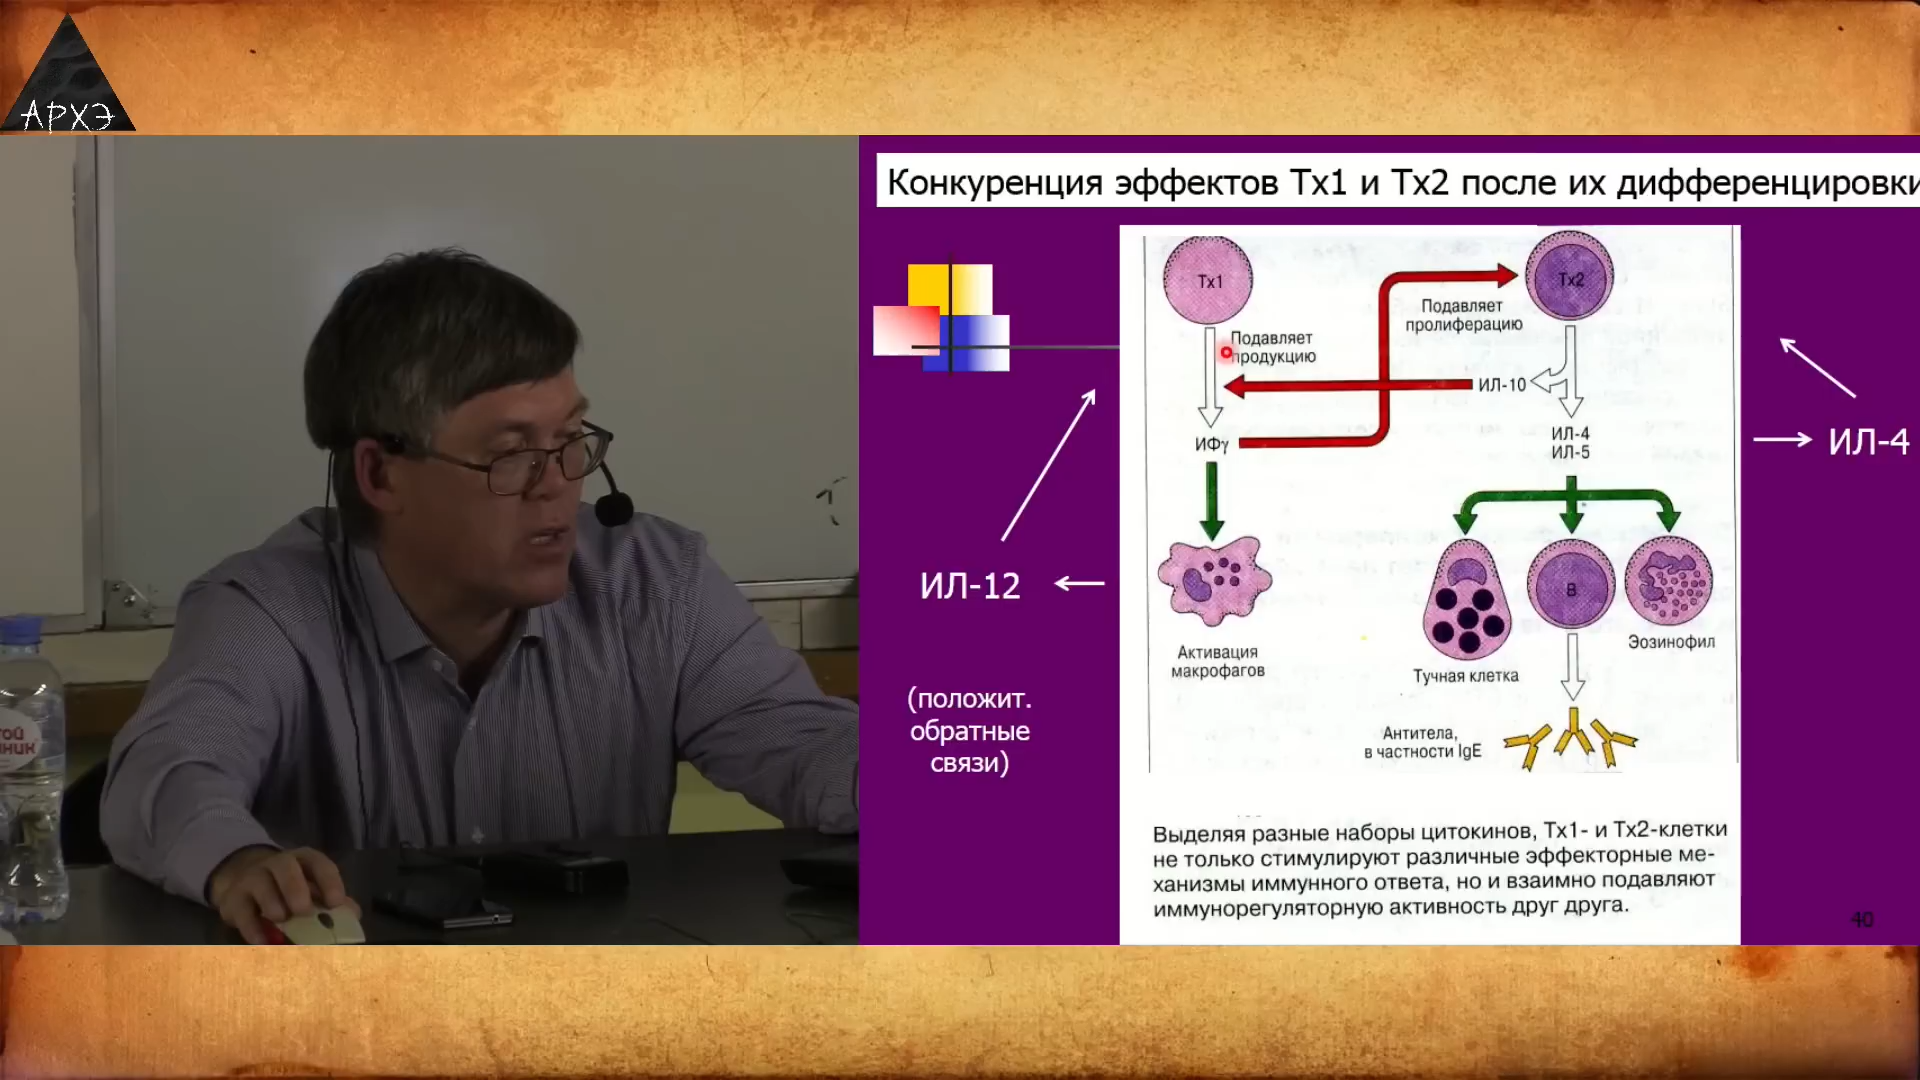 АРХЭ
Конкуренция эффектов Тх1 и Тх2 после их дифференцировки
Тх1
Тх2
Подавляет
пролиферацию
Подавляет
продукцию
ИЛ-10
ИФγ
ИЛ-4
ИЛ-5
ИЛ-4
ИЛ-12
(положит.
обратные
связи)
В
Активация
макрофагов
Тучная клетка
Эозинофил
Антитела,
в частности IgE
Выделяя разные наборы цитокинов, Тх1- и Тх2-клетки
не только стимулируют различные эффекторные ме-
ханизмы иммунного ответа, но и взаимно подавляют
иммунорегуляторную активность друг друга.
40